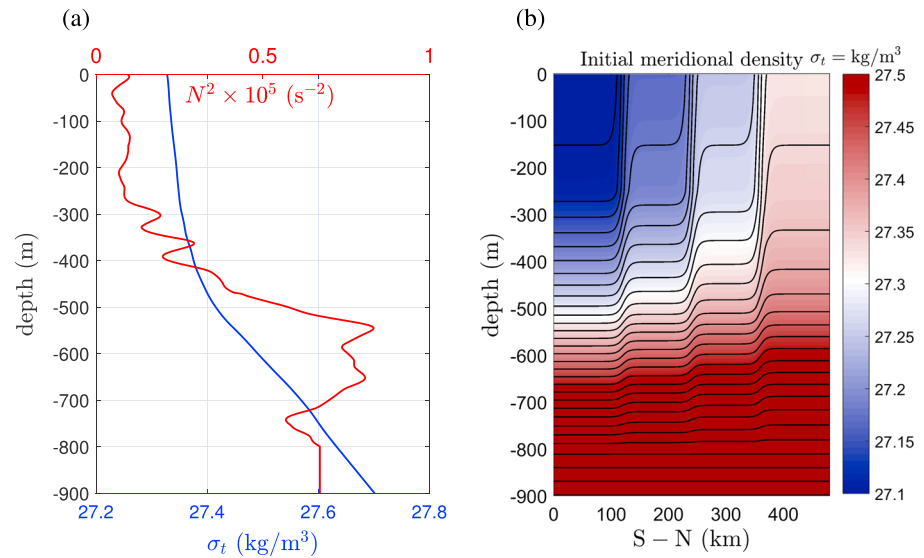 (a)
0 0.5 1
N² × 10⁵ (s⁻²)
0
-100
-200
-300
-400
-500
-600
-700
-800
-900
depth (m)
27.2 27.4 27.6 27.8
σₜ (kg/m³)
(b)
Initial meridional density σₜ = kg/m³
0
-100
-200
-300
-400
-500
-600
-700
-800
-900
depth (m)
0 100 200 300 400
S − N (km)
27.5
27.45
27.4
27.35
27.3
27.25
27.2
27.15
27.1